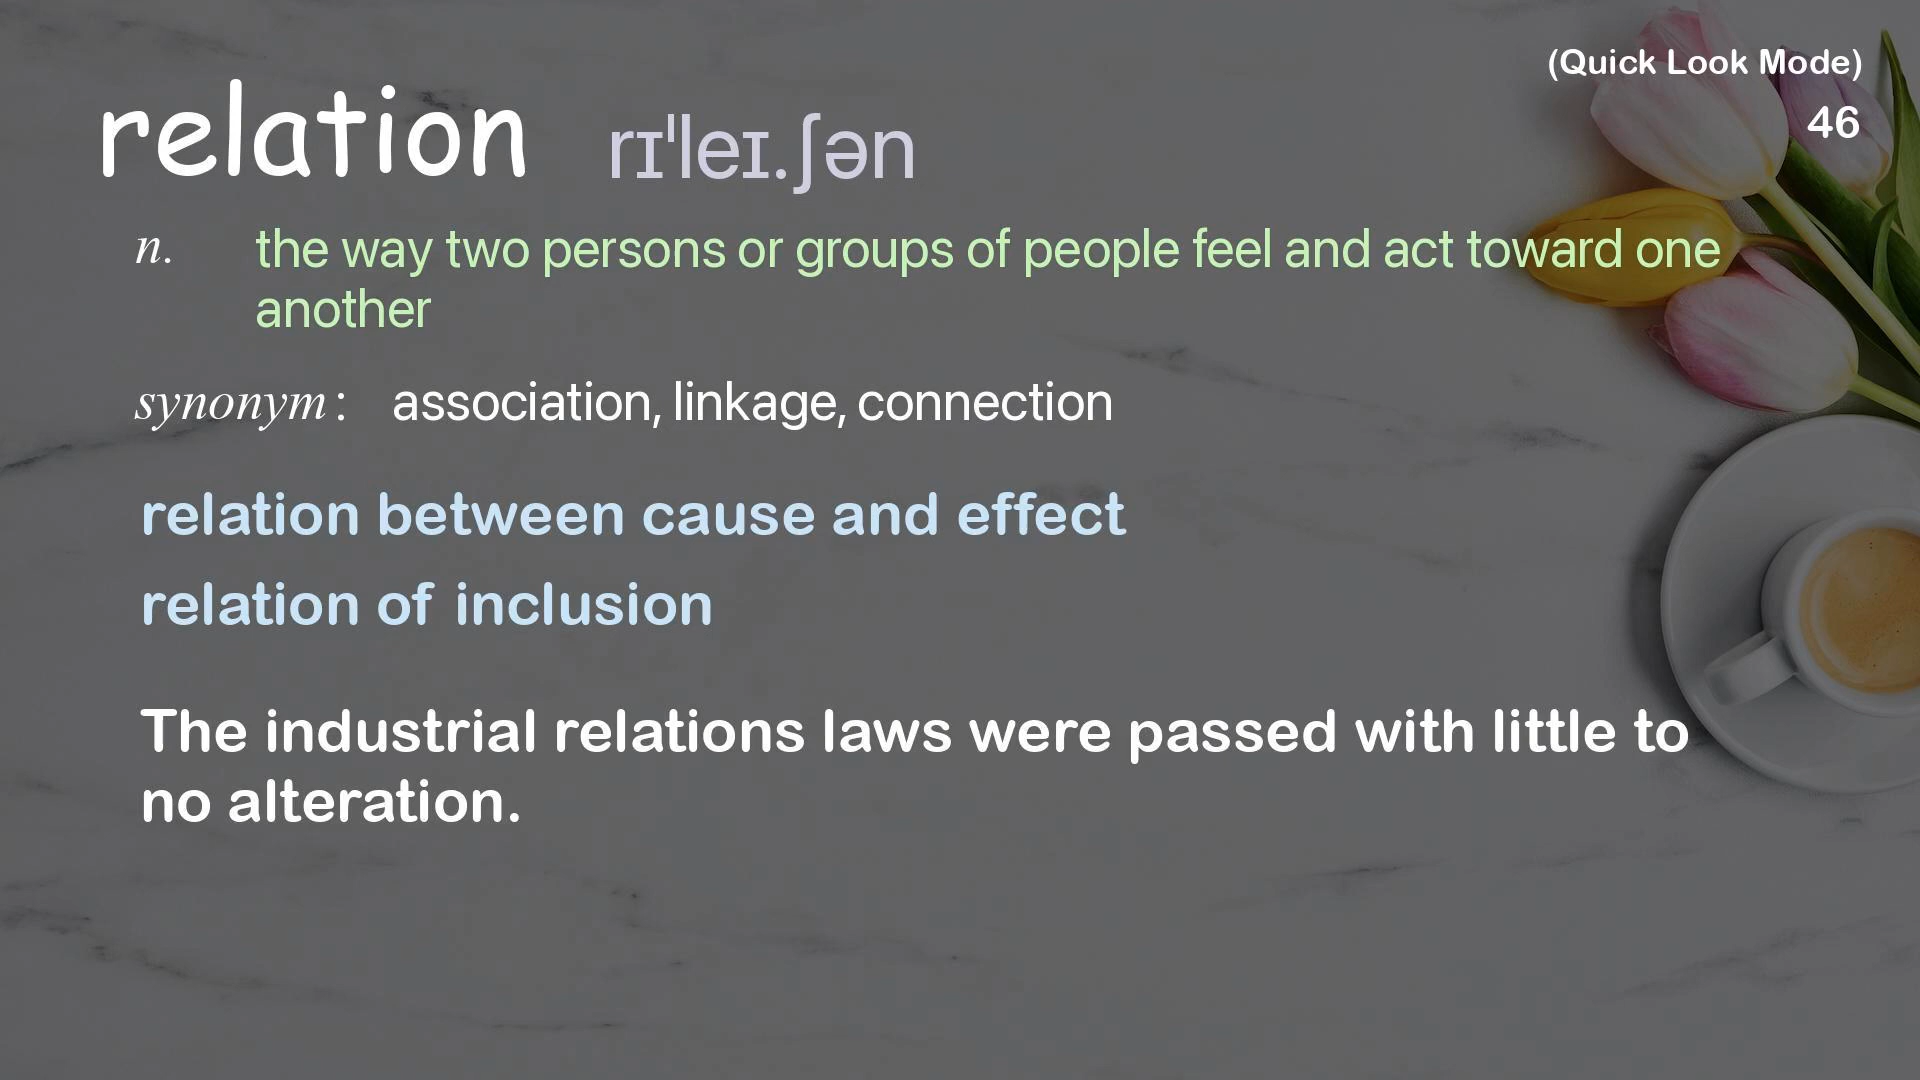 (Quick Look Mode)
46
relation rɪˈleɪ.ʃən
n. the way two persons or groups of people feel and act toward one
another
synonym: association, linkage, connection
relation between cause and effect
relation of inclusion
The industrial relations laws were passed with little to
no alteration.